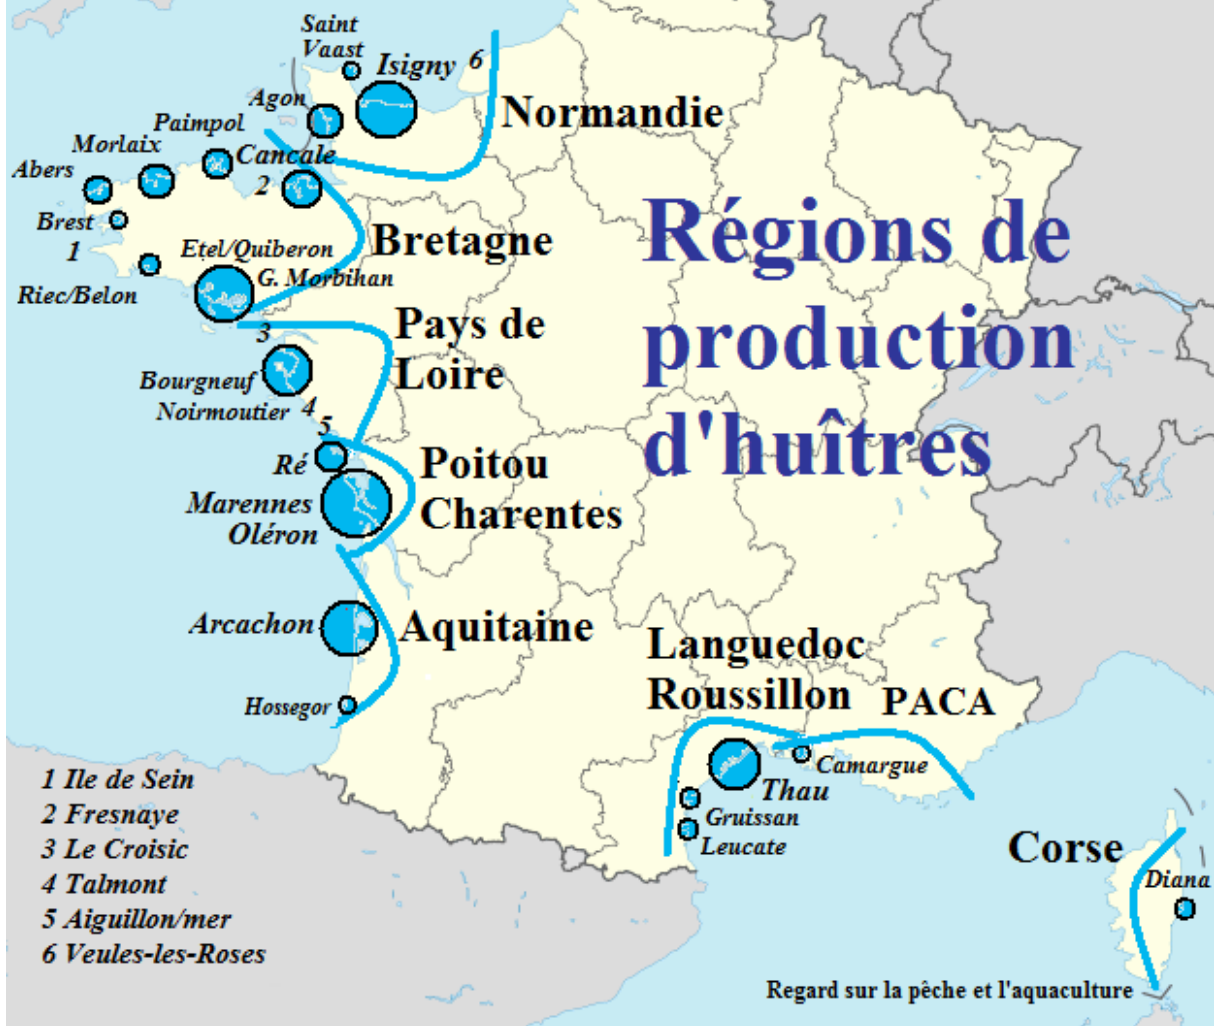 Régions de
production
d'huîtres
Saint
Vaast
Isigny 6
Agon
Normandie
Paimpol
Cancale
2
Morlaix
Abers
Brest
1
Bretagne
Etel/Quiberon
G. Morbihan
Riec/Belon
3
Pays de
Loire
Bourgneuf
Noirmoutier 4
5
Ré
Poitou
Charentes
Marennes
Oléron
Arcachon
Aquitaine
Hossegor
Languedoc
Roussillon
PACA
Camargue
Thau
Gruissan
Leucate
Corse
Diana
1 Ile de Sein
2 Fresnaye
3 Le Croisic
4 Talmont
5 Aiguillon/mer
6 Veules-les-Roses
Regard sur la pêche et l'aquaculture